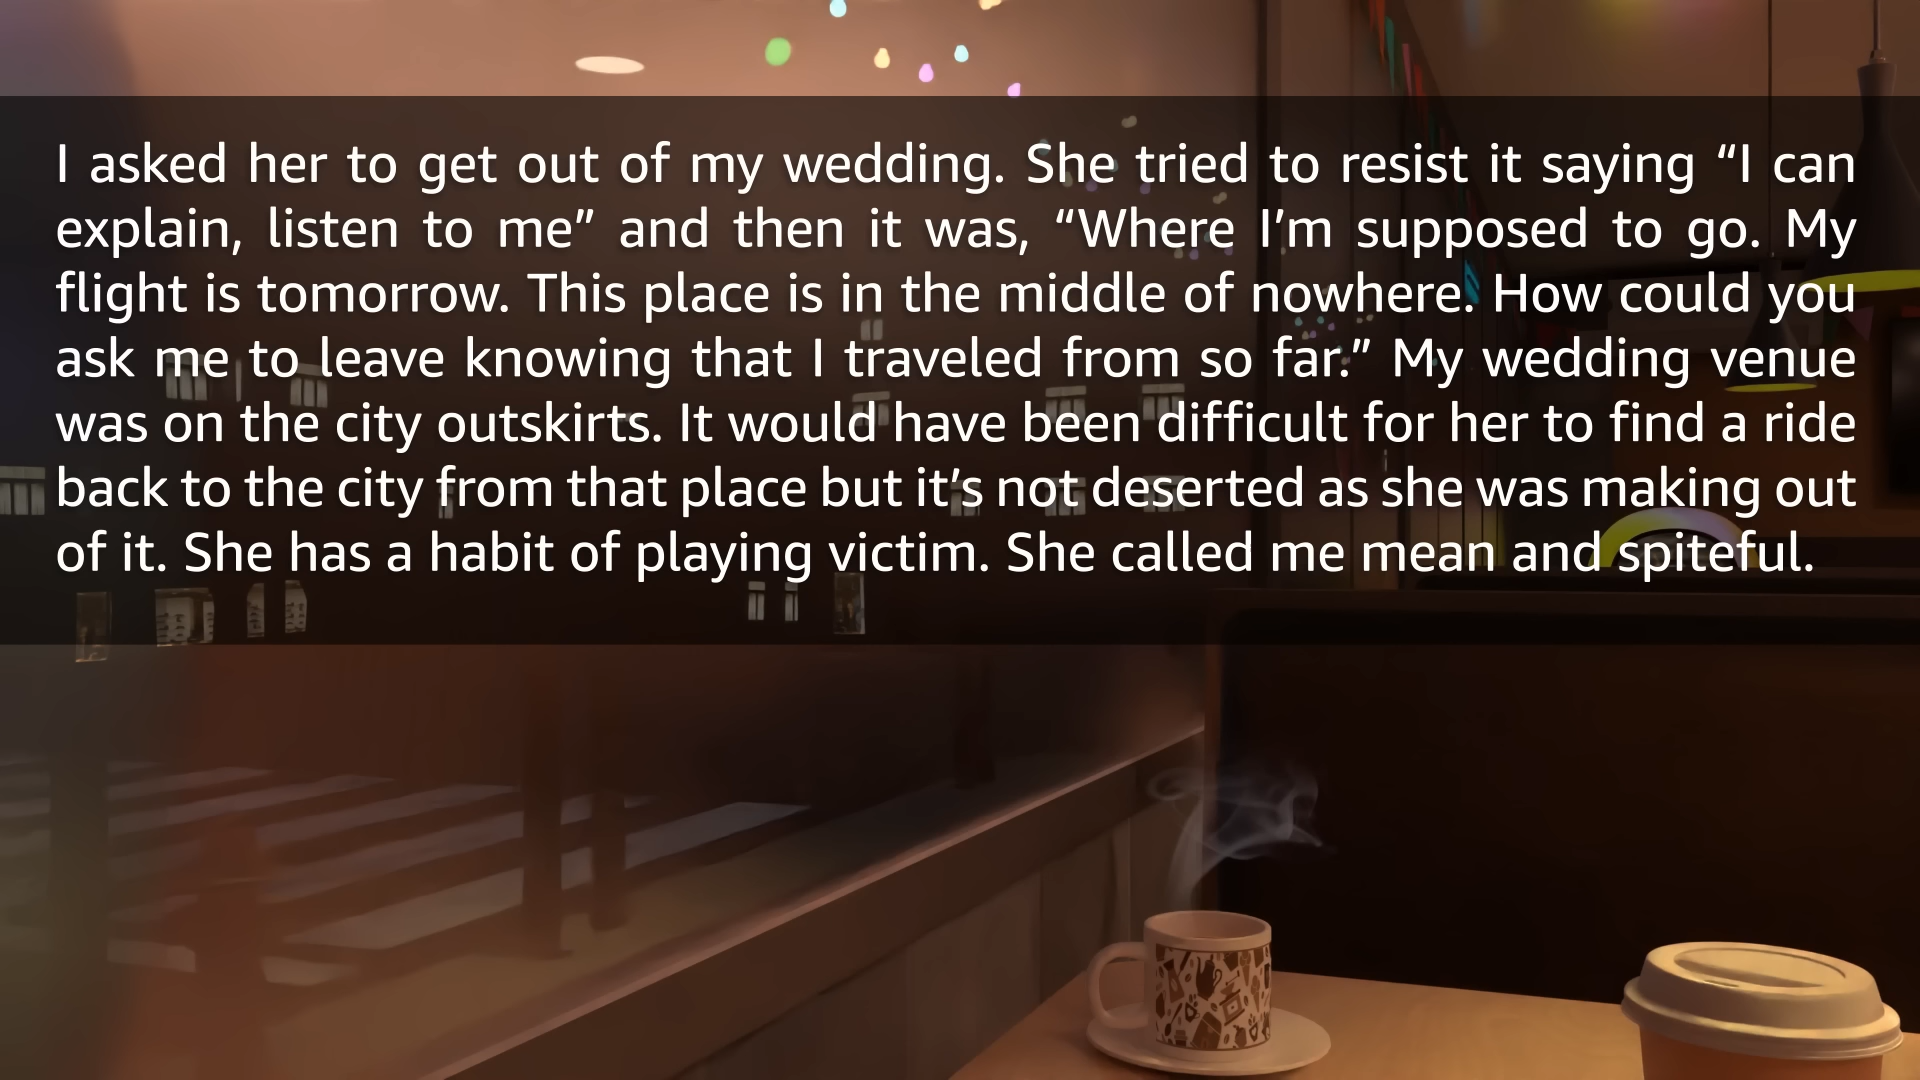 I asked her to get out of my wedding. She tried to resist it saying “I can
explain, listen to me” and then it was, “Where I’m supposed to go. My
flight is tomorrow. This place is in the middle of nowhere. How could you
ask me to leave knowing that I traveled from so far.” My wedding venue
was on the city outskirts. It would have been difficult for her to find a ride
back to the city from that place but it’s not deserted as she was making out
of it. She has a habit of playing victim. She called me mean and spiteful.